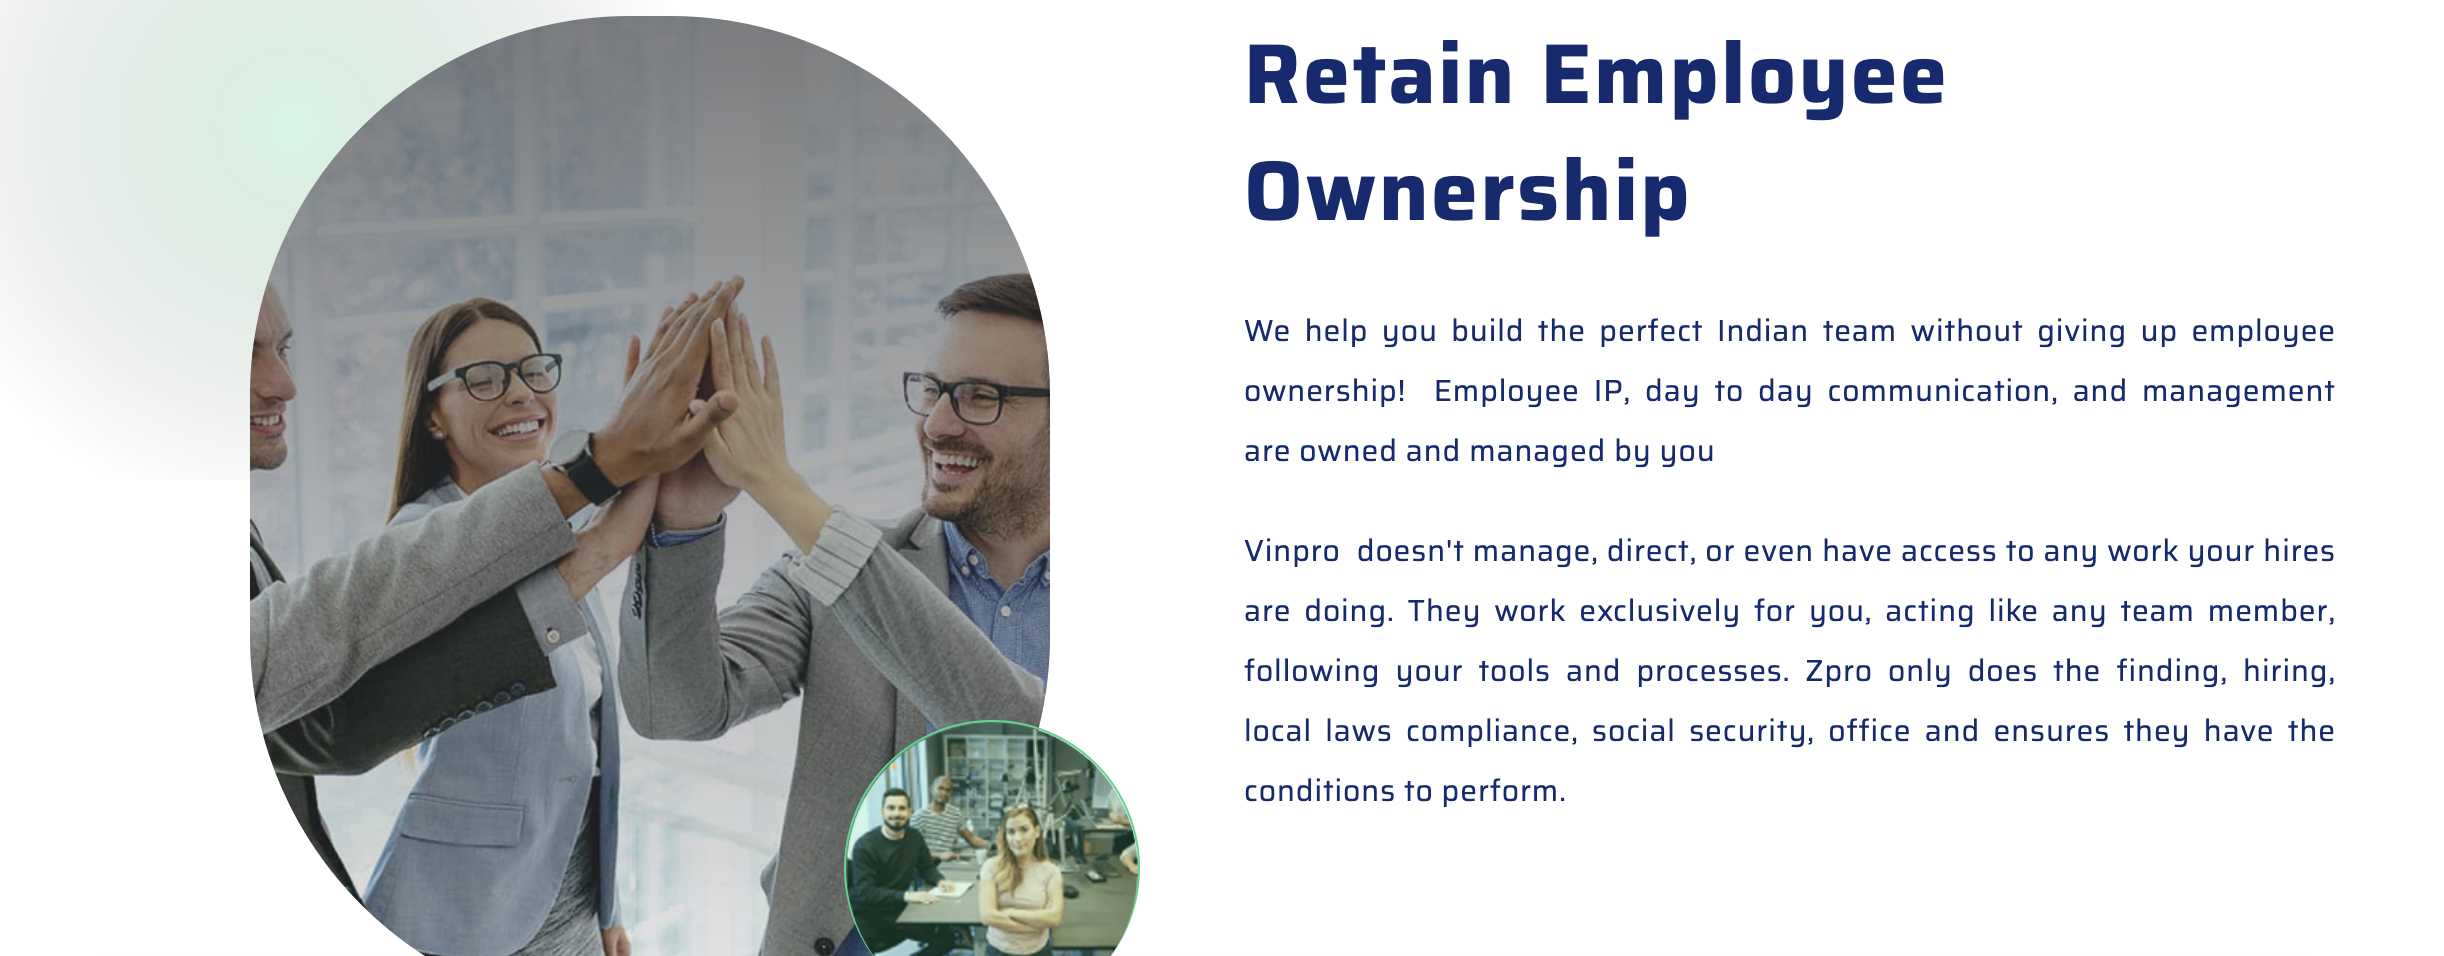 Retain Employee
Ownership
We help you build the perfect Indian team without giving up employee
ownership!  Employee IP, day to day communication, and management
are owned and managed by you
Vinpro  doesn't manage, direct, or even have access to any work your hires
are doing. They work exclusively for you, acting like any team member,
following your tools and processes. Zpro only does the finding, hiring,
local laws compliance, social security, office and ensures they have the
conditions to perform.